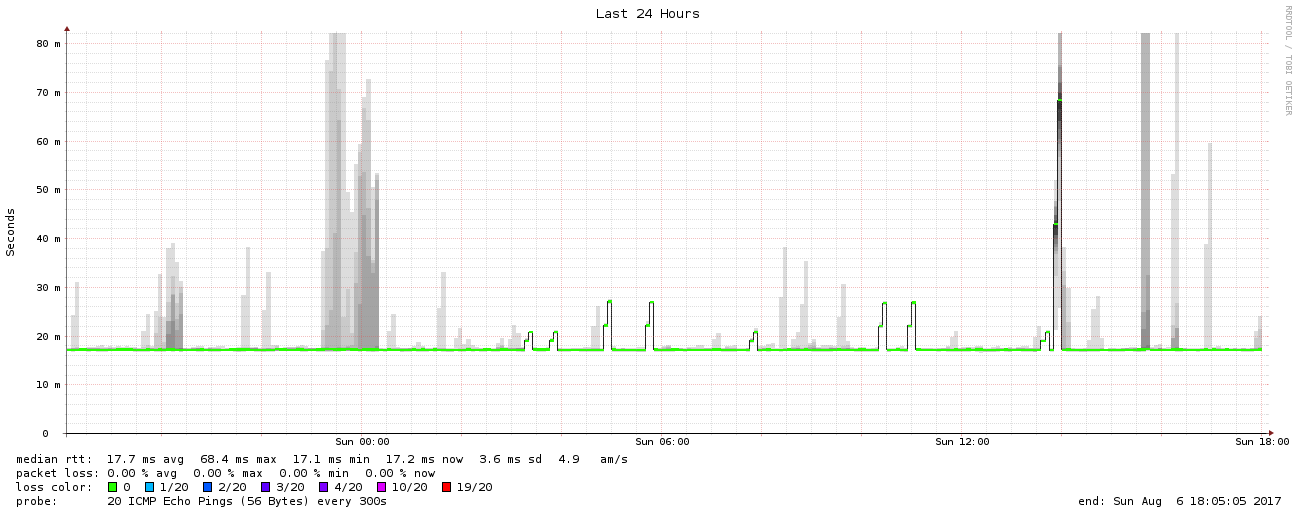 Last 24 Hours
RRDTOOL / TOBI OETIKER
Seconds
80 m
70 m
60 m
50 m
40 m
30 m
20 m
10 m
0
Sun 00:00 Sun 06:00 Sun 12:00 Sun 18:00
median rtt: 17.7 ms avg 68.4 ms max 17.1 ms min 17.2 ms now 3.6 ms sd 4.9 am/s
packet loss: 0.00 % avg 0.00 % max 0.00 % min 0.00 % now
loss color: 0 1/20 2/20 3/20 4/20 10/20 19/20
probe: 20 ICMP Echo Pings (56 Bytes) every 300s end: Sun Aug 6 18:05:05 2017